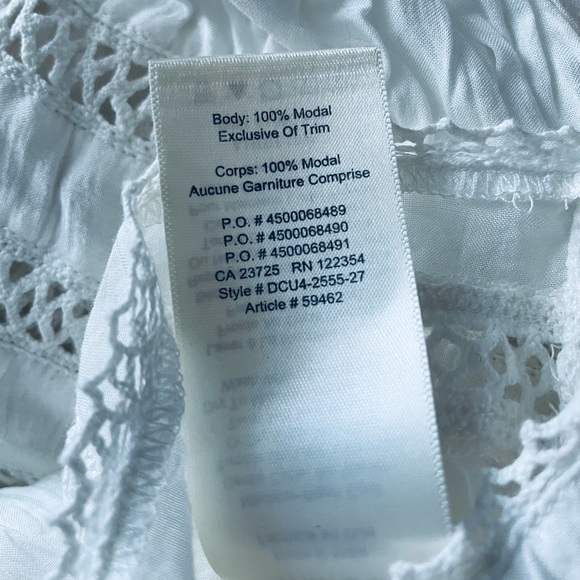 Body: 100% Modal
Exclusive Of Trim
Corps: 100% Modal
Aucune Garniture Comprise
P.O. # 4500068489
P.O. # 4500068490
P.O. # 4500068491
CA 23725 RN 122354
Style # DCU4-2555-27
Article # 59462